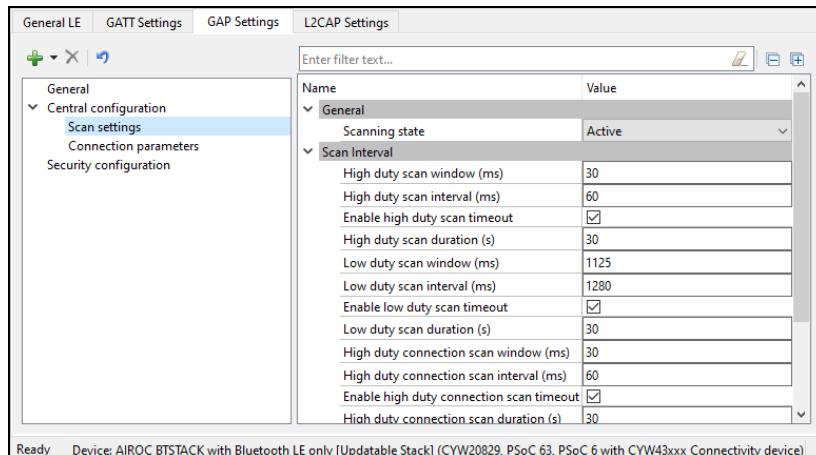 General LE GATT Settings GAP Settings L2CAP Settings
Enter filter text...
General
Central configuration
Scan settings
Connection parameters
Security configuration
Name Value
General
Scanning state Active
Scan Interval
High duty scan window (ms) 30
High duty scan interval (ms) 60
Enable high duty scan timeout
High duty scan duration (s) 30
Low duty scan window (ms) 1125
Low duty scan interval (ms) 1280
Enable low duty scan timeout
Low duty scan duration (s) 30
High duty connection scan window (ms) 30
High duty connection scan interval (ms) 60
Enable high duty connection scan timeout
High duty connection scan duration (s) 30
Ready Device: AIROC BTSTACK with Bluetooth LE only [Updatable Stack] (CYW20829, PSoC 63, PSoC 6 with CYW43xxx Connectivity device)